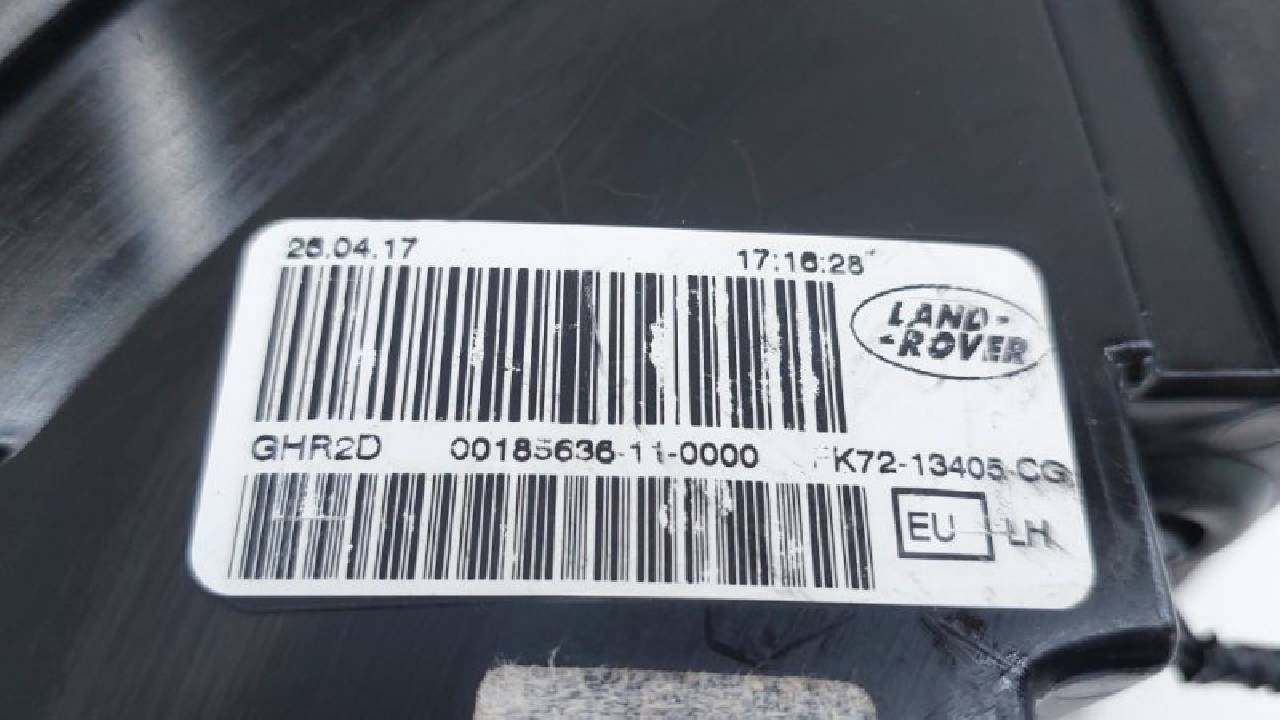 26.04.17 17:16:28
LAND-
-ROVER
GHR2D 00185636-11-0000 FK72-13405-CG
EU LH